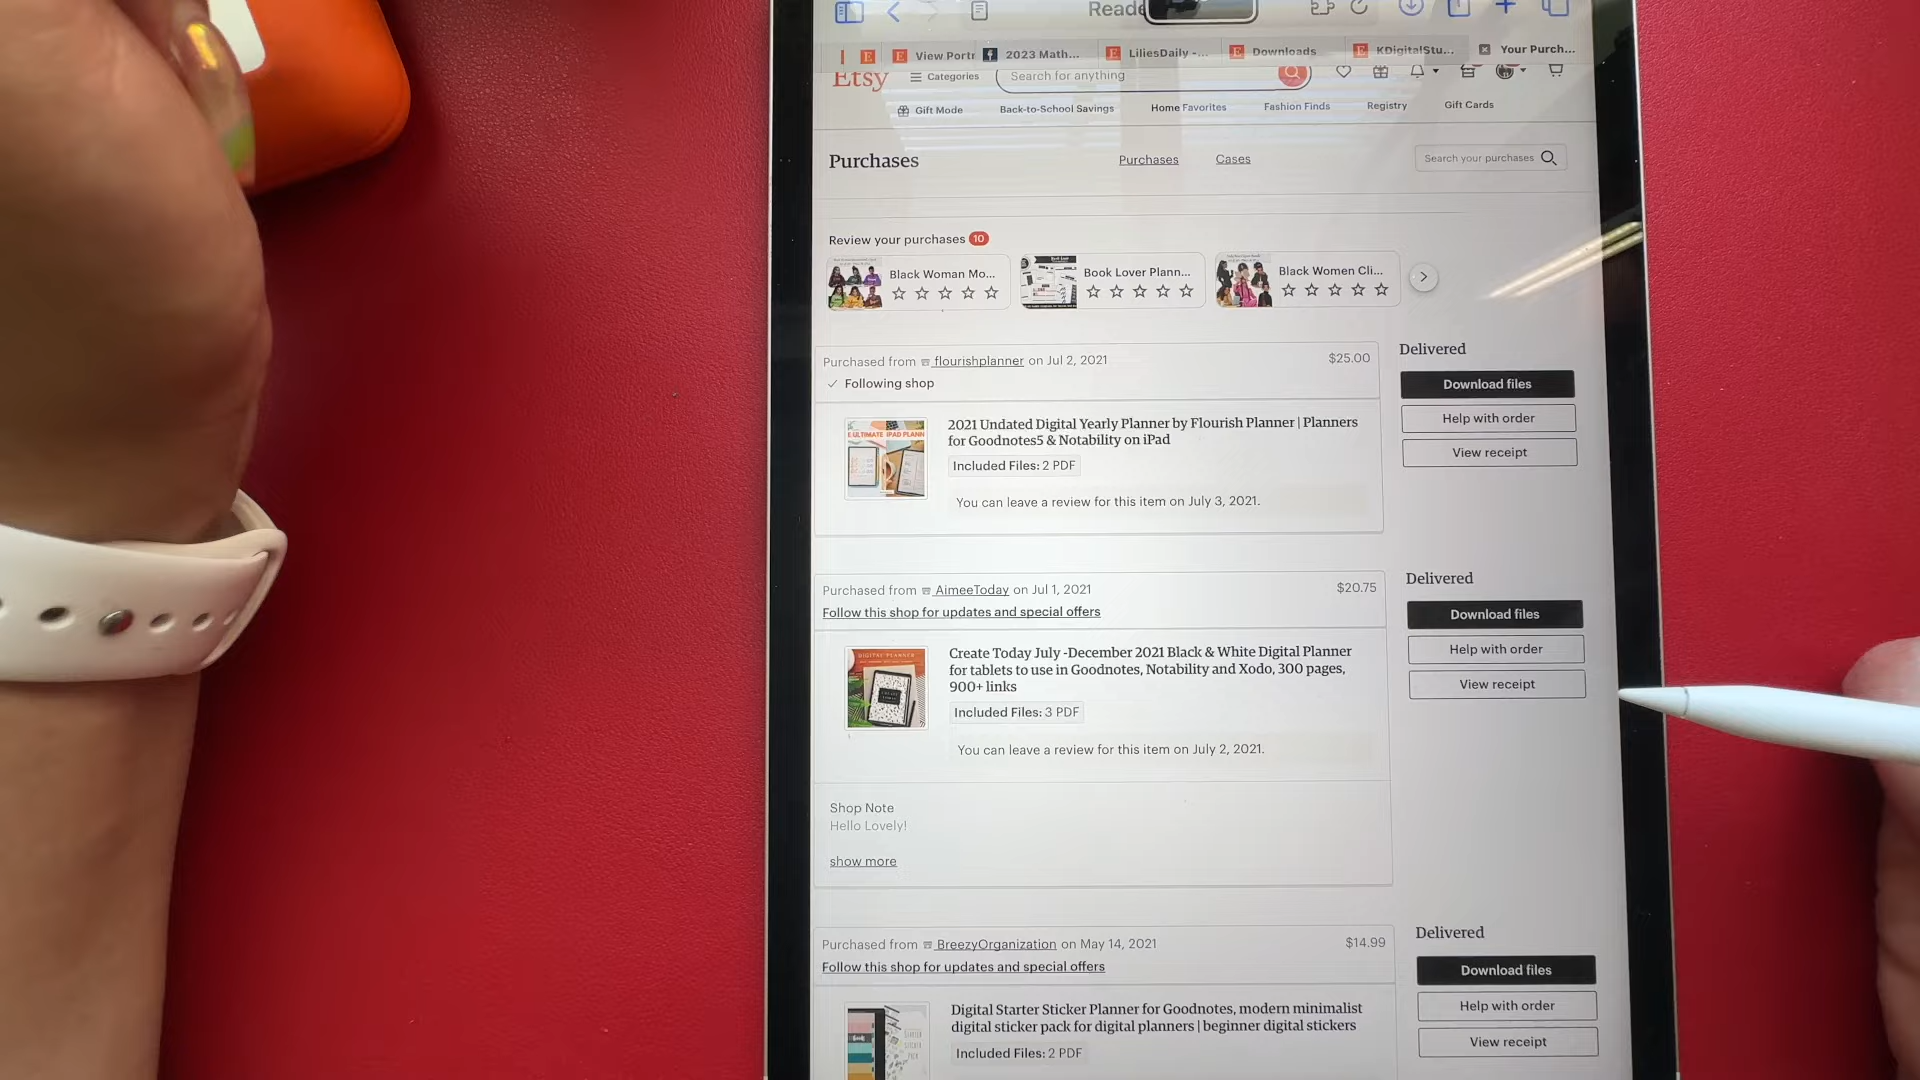 Reade
View Portr
2023 Math...
LiliesDaily -...
Downloads
KDigitalStu...
Your Purch...
Etsy
Categories
Search for anything
Gift Mode
Back-to-School Savings
Home Favorites
Fashion Finds
Registry
Gift Cards
Purchases
Purchases
Cases
Search your purchases
Review your purchases 10
Black Woman Mo...
Book Lover Plann...
Black Women Cli...
Purchased from flourishplanner on Jul 2, 2021
$25.00
Following shop
Delivered
Download files
Help with order
View receipt
E ULTIMATE IPAD PLANN
2021 Undated Digital Yearly Planner by Flourish Planner | Planners
for Goodnotes5 & Notability on iPad
Included Files: 2 PDF
You can leave a review for this item on July 3, 2021.
Purchased from AimeeToday on Jul 1, 2021
$20.75
Follow this shop for updates and special offers
Delivered
Download files
Help with order
View receipt
DIGITAL PLANNER
Create Today July -December 2021 Black & White Digital Planner
for tablets to use in Goodnotes, Notability and Xodo, 300 pages,
900+ links
Included Files: 3 PDF
You can leave a review for this item on July 2, 2021.
Shop Note
Hello Lovely!
show more
Purchased from BreezyOrganization on May 14, 2021
$14.99
Follow this shop for updates and special offers
Delivered
Download files
Help with order
View receipt
Digital Starter Sticker Planner for Goodnotes, modern minimalist
digital sticker pack for digital planners | beginner digital stickers
Included Files: 2 PDF